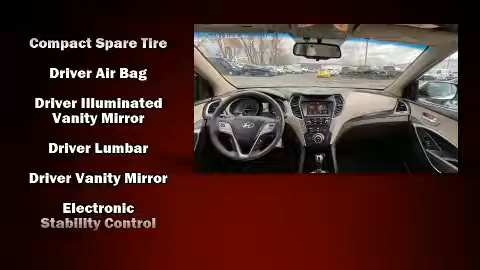 Compact Spare Tire
Driver Air Bag
Driver Illuminated
Vanity Mirror
Driver Lumbar
Driver Vanity Mirror
Electronic
Stability Control